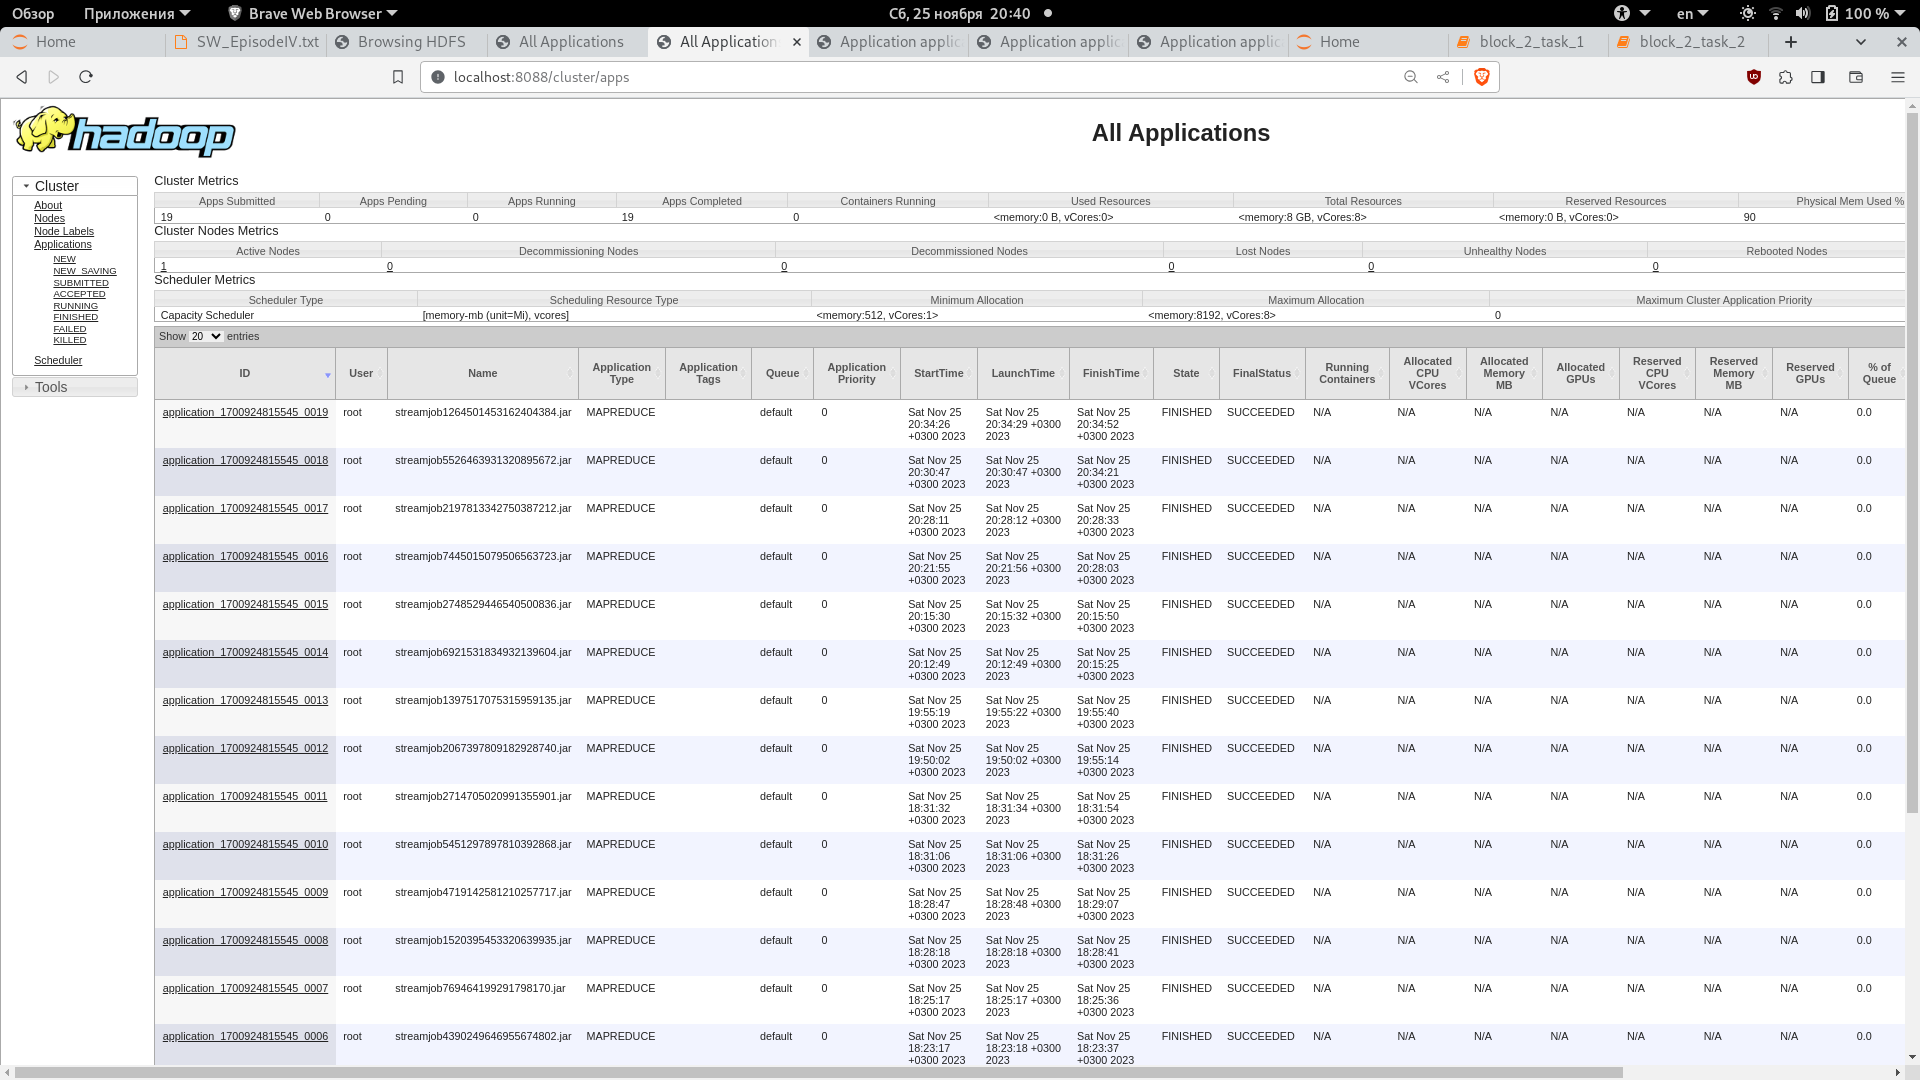 Обзор Приложения Brave Web Browser Сб, 25 ноября 20:40 en 100 %
Home SW_EpisodeIV.txt Browsing HDFS All Applications All Application Application applic Application applic Application applic Home block_2_task_1 block_2_task_2
localhost:8088/cluster/apps
hadoop
All Applications
Cluster
About
Nodes
Node Labels
Applications
NEW
NEW_SAVING
SUBMITTED
ACCEPTED
RUNNING
FINISHED
FAILED
KILLED
Scheduler
Tools
Cluster Metrics
Apps Submitted Apps Pending Apps Running Apps Completed Containers Running Used Resources Total Resources Reserved Resources Physical Mem Used %
19 0 0 19 0 <memory:0 B, vCores:0> <memory:8 GB, vCores:8> <memory:0 B, vCores:0> 90
Cluster Nodes Metrics
Active Nodes Decommissioning Nodes Decommissioned Nodes Lost Nodes Unhealthy Nodes Rebooted Nodes
1 0 0 0 0 0
Scheduler Metrics
Scheduler Type Scheduling Resource Type Minimum Allocation Maximum Allocation Maximum Cluster Application Priority
Capacity Scheduler [memory-mb (unit=Mi), vcores] <memory:512, vCores:1> <memory:8192, vCores:8> 0
Show 20 entries
ID User Name Application Type Application Tags Queue Application Priority StartTime LaunchTime FinishTime State FinalStatus Running Containers Allocated CPU VCores Allocated Memory MB Allocated GPUs Reserved CPU VCores Reserved Memory MB Reserved GPUs % of Queue
application_1700924815545_0019 root streamjob1264501453162404384.jar MAPREDUCE default 0 Sat Nov 25 20:34:26 +0300 2023 Sat Nov 25 20:34:29 +0300 2023 Sat Nov 25 20:34:52 +0300 2023 FINISHED SUCCEEDED N/A N/A N/A N/A N/A N/A N/A 0.0
application_1700924815545_0018 root streamjob5526463931320895672.jar MAPREDUCE default 0 Sat Nov 25 20:30:47 +0300 2023 Sat Nov 25 20:30:47 +0300 2023 Sat Nov 25 20:34:21 +0300 2023 FINISHED SUCCEEDED N/A N/A N/A N/A N/A N/A N/A 0.0
application_1700924815545_0017 root streamjob2197813342750387212.jar MAPREDUCE default 0 Sat Nov 25 20:28:11 +0300 2023 Sat Nov 25 20:28:12 +0300 2023 Sat Nov 25 20:28:33 +0300 2023 FINISHED SUCCEEDED N/A N/A N/A N/A N/A N/A N/A 0.0
application_1700924815545_0016 root streamjob7445015079506563723.jar MAPREDUCE default 0 Sat Nov 25 20:21:55 +0300 2023 Sat Nov 25 20:21:56 +0300 2023 Sat Nov 25 20:28:03 +0300 2023 FINISHED SUCCEEDED N/A N/A N/A N/A N/A N/A N/A 0.0
application_1700924815545_0015 root streamjob2748529446540500836.jar MAPREDUCE default 0 Sat Nov 25 20:15:30 +0300 2023 Sat Nov 25 20:15:32 +0300 2023 Sat Nov 25 20:15:50 +0300 2023 FINISHED SUCCEEDED N/A N/A N/A N/A N/A N/A N/A 0.0
application_1700924815545_0014 root streamjob6921531834932139604.jar MAPREDUCE default 0 Sat Nov 25 20:12:49 +0300 2023 Sat Nov 25 20:12:49 +0300 2023 Sat Nov 25 20:15:25 +0300 2023 FINISHED SUCCEEDED N/A N/A N/A N/A N/A N/A N/A 0.0
application_1700924815545_0013 root streamjob1397517075315959135.jar MAPREDUCE default 0 Sat Nov 25 19:55:19 +0300 2023 Sat Nov 25 19:55:22 +0300 2023 Sat Nov 25 19:55:40 +0300 2023 FINISHED SUCCEEDED N/A N/A N/A N/A N/A N/A N/A 0.0
application_1700924815545_0012 root streamjob2067397809182928740.jar MAPREDUCE default 0 Sat Nov 25 19:50:02 +0300 2023 Sat Nov 25 19:50:02 +0300 2023 Sat Nov 25 19:55:14 +0300 2023 FINISHED SUCCEEDED N/A N/A N/A N/A N/A N/A N/A 0.0
application_1700924815545_0011 root streamjob2714705020991355901.jar MAPREDUCE default 0 Sat Nov 25 18:31:32 +0300 2023 Sat Nov 25 18:31:34 +0300 2023 Sat Nov 25 18:31:54 +0300 2023 FINISHED SUCCEEDED N/A N/A N/A N/A N/A N/A N/A 0.0
application_1700924815545_0010 root streamjob5451297897810392868.jar MAPREDUCE default 0 Sat Nov 25 18:31:06 +0300 2023 Sat Nov 25 18:31:06 +0300 2023 Sat Nov 25 18:31:26 +0300 2023 FINISHED SUCCEEDED N/A N/A N/A N/A N/A N/A N/A 0.0
application_1700924815545_0009 root streamjob4719142581210257717.jar MAPREDUCE default 0 Sat Nov 25 18:28:47 +0300 2023 Sat Nov 25 18:28:48 +0300 2023 Sat Nov 25 18:29:07 +0300 2023 FINISHED SUCCEEDED N/A N/A N/A N/A N/A N/A N/A 0.0
application_1700924815545_0008 root streamjob1520395453320639935.jar MAPREDUCE default 0 Sat Nov 25 18:28:18 +0300 2023 Sat Nov 25 18:28:18 +0300 2023 Sat Nov 25 18:28:41 +0300 2023 FINISHED SUCCEEDED N/A N/A N/A N/A N/A N/A N/A 0.0
application_1700924815545_0007 root streamjob769464199291798170.jar MAPREDUCE default 0 Sat Nov 25 18:25:17 +0300 2023 Sat Nov 25 18:25:17 +0300 2023 Sat Nov 25 18:25:36 +0300 2023 FINISHED SUCCEEDED N/A N/A N/A N/A N/A N/A N/A 0.0
application_1700924815545_0006 root streamjob4390249646955674802.jar MAPREDUCE default 0 Sat Nov 25 18:23:17 +0300 2023 Sat Nov 25 18:23:18 +0300 2023 Sat Nov 25 18:23:37 +0300 2023 FINISHED SUCCEEDED N/A N/A N/A N/A N/A N/A N/A 0.0